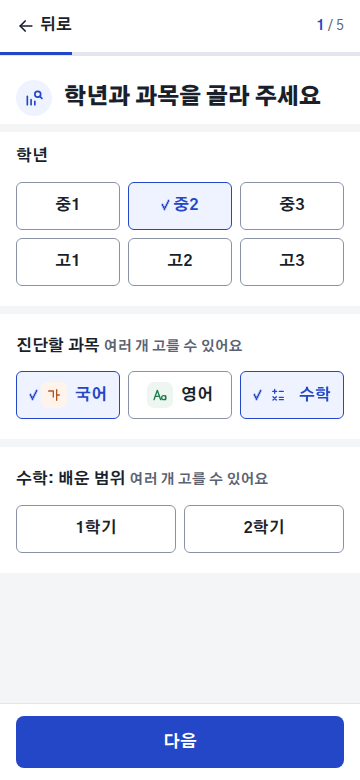 ← 뒤로 1 / 5
학년과 과목을 골라 주세요
학년
중1 ✓ 중2 중3
고1 고2 고3
진단할 과목 여러 개 고를 수 있어요
✓ 가 국어 Aa 영어 ✓ 수학
수학: 배운 범위 여러 개 고를 수 있어요
1학기 2학기
다음